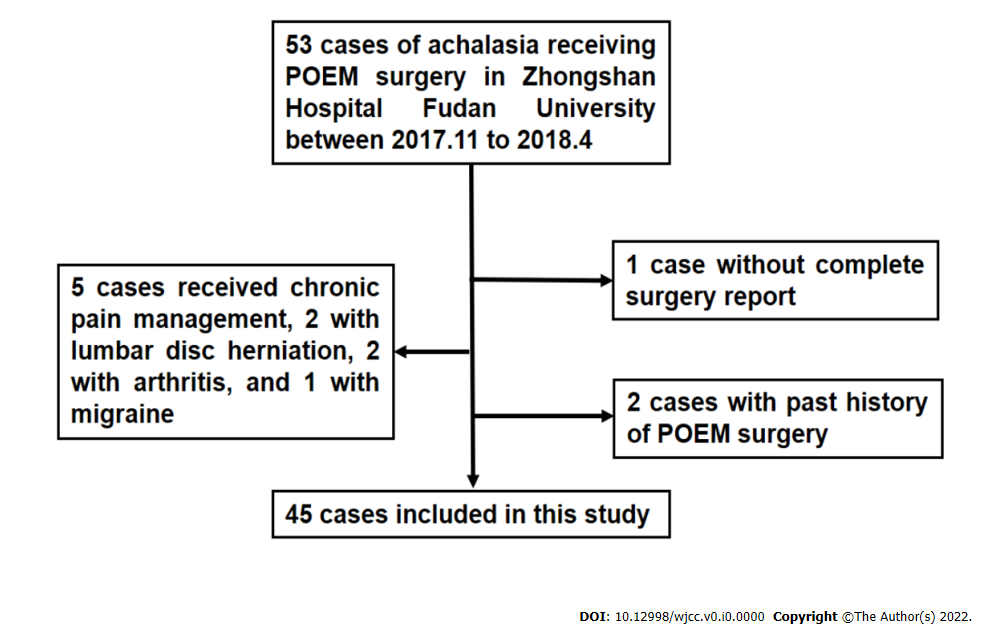 53 cases of achalasia receiving
POEM surgery in Zhongshan
Hospital Fudan University
between 2017.11 to 2018.4
1 case without complete
surgery report
5 cases received chronic
pain management, 2 with
lumbar disc herniation, 2
with arthritis, and 1 with
migraine
2 cases with past history
of POEM surgery
45 cases included in this study
DOI: 10.12998/wjcc.v0.i0.0000 Copyright ©The Author(s) 2022.